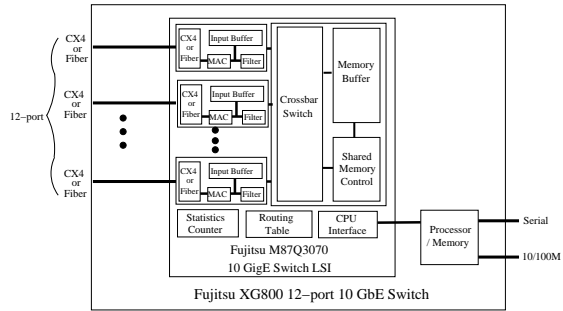 12−port
CX4
or
Fiber
CX4
or
Fiber
CX4
or
Fiber
CX4
or
Fiber
Input Buffer
MAC
Filter
CX4
or
Fiber
Input Buffer
MAC
Filter
CX4
or
Fiber
Input Buffer
MAC
Filter
Crossbar
Switch
Memory
Buffer
Shared
Memory
Control
Statistics
Counter
Routing
Table
CPU
Interface
Fujitsu M87Q3070
10 GigE Switch LSI
Processor
/ Memory
Serial
10/100M
Fujitsu XG800 12−port 10 GbE Switch